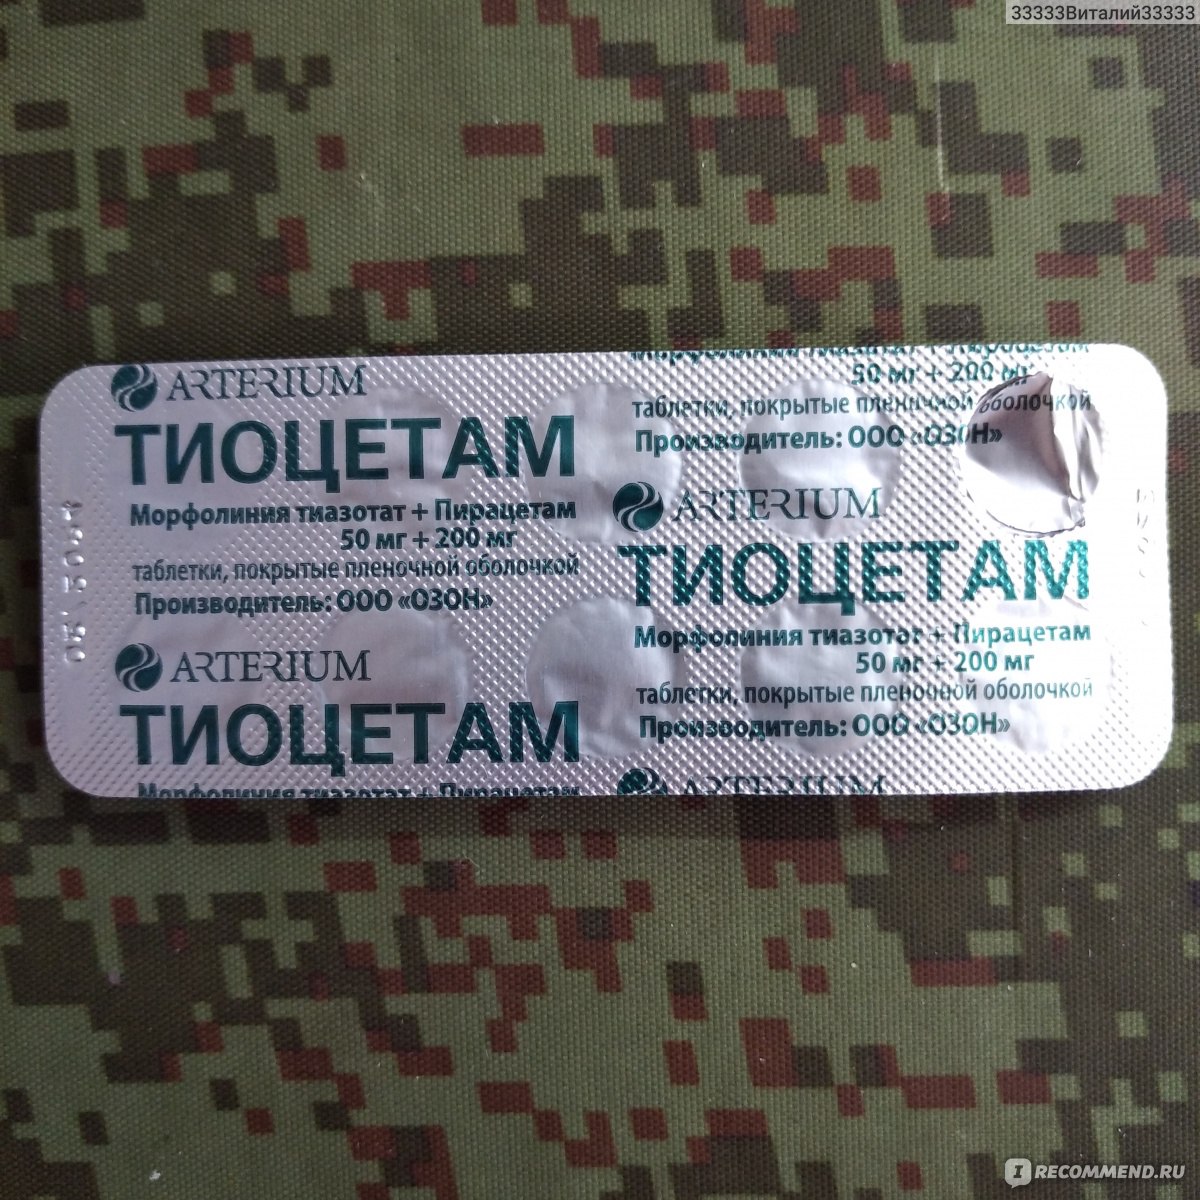 33333Виталий33333
ARTERIUM
ТИОЦЕТАМ
Морфолиния тиазотат + Пирацетам
50 мг + 200 мг
таблетки, покрытые пленочной оболочкой
Производитель: ООО «ОЗОН»
ARTERIUM
ТИОЦЕТАМ
Морфолиния тиазотат + Пирацетам
50 мг + 200 мг
таблетки, покрытые пленочной оболочкой
Производитель: ООО «ОЗОН»
ARTERIUM
ТИОЦЕТАМ
Морфолиния тиазотат + Пирацетам
50 мг + 200 мг
таблетки, покрытые пленочной оболочкой
Производитель: ООО «ОЗОН»
ARTERIUM
IRECOMMEND.RU